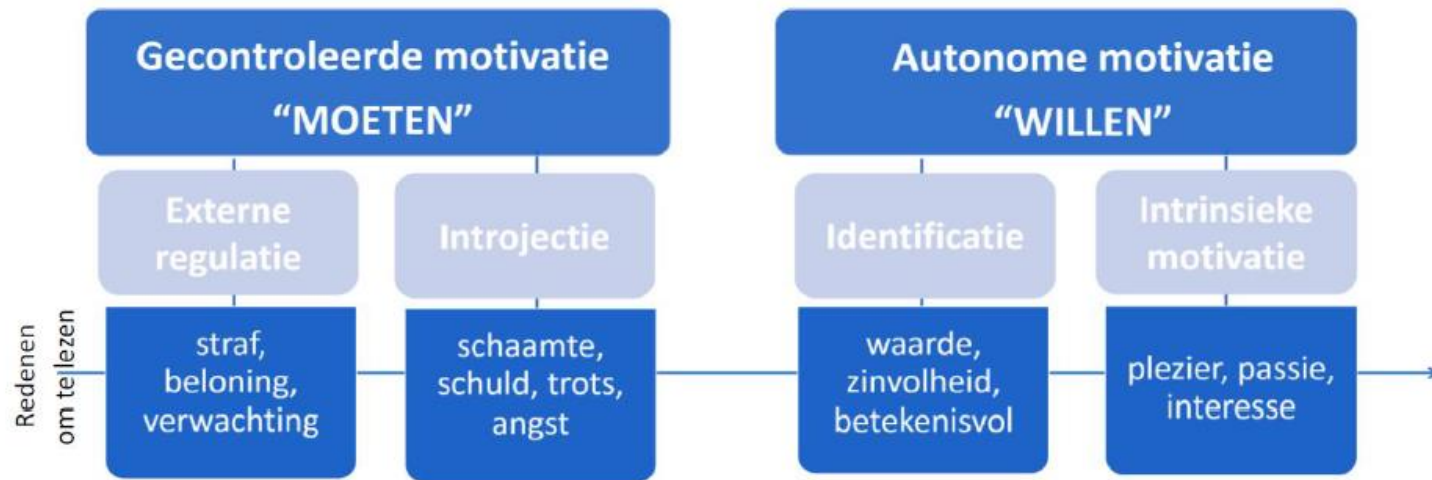 Gecontroleerde motivatie
“MOETEN”
Autonome motivatie
“WILLEN”
Externe
regulatie
Introjectie
Identificatie
Intrinsieke
motivatie
Redenen
om te lezen
straf,
beloning,
verwachting
schaamte,
schuld, trots,
angst
waarde,
zinvolheid,
betekenisvol
plezier, passie,
interesse